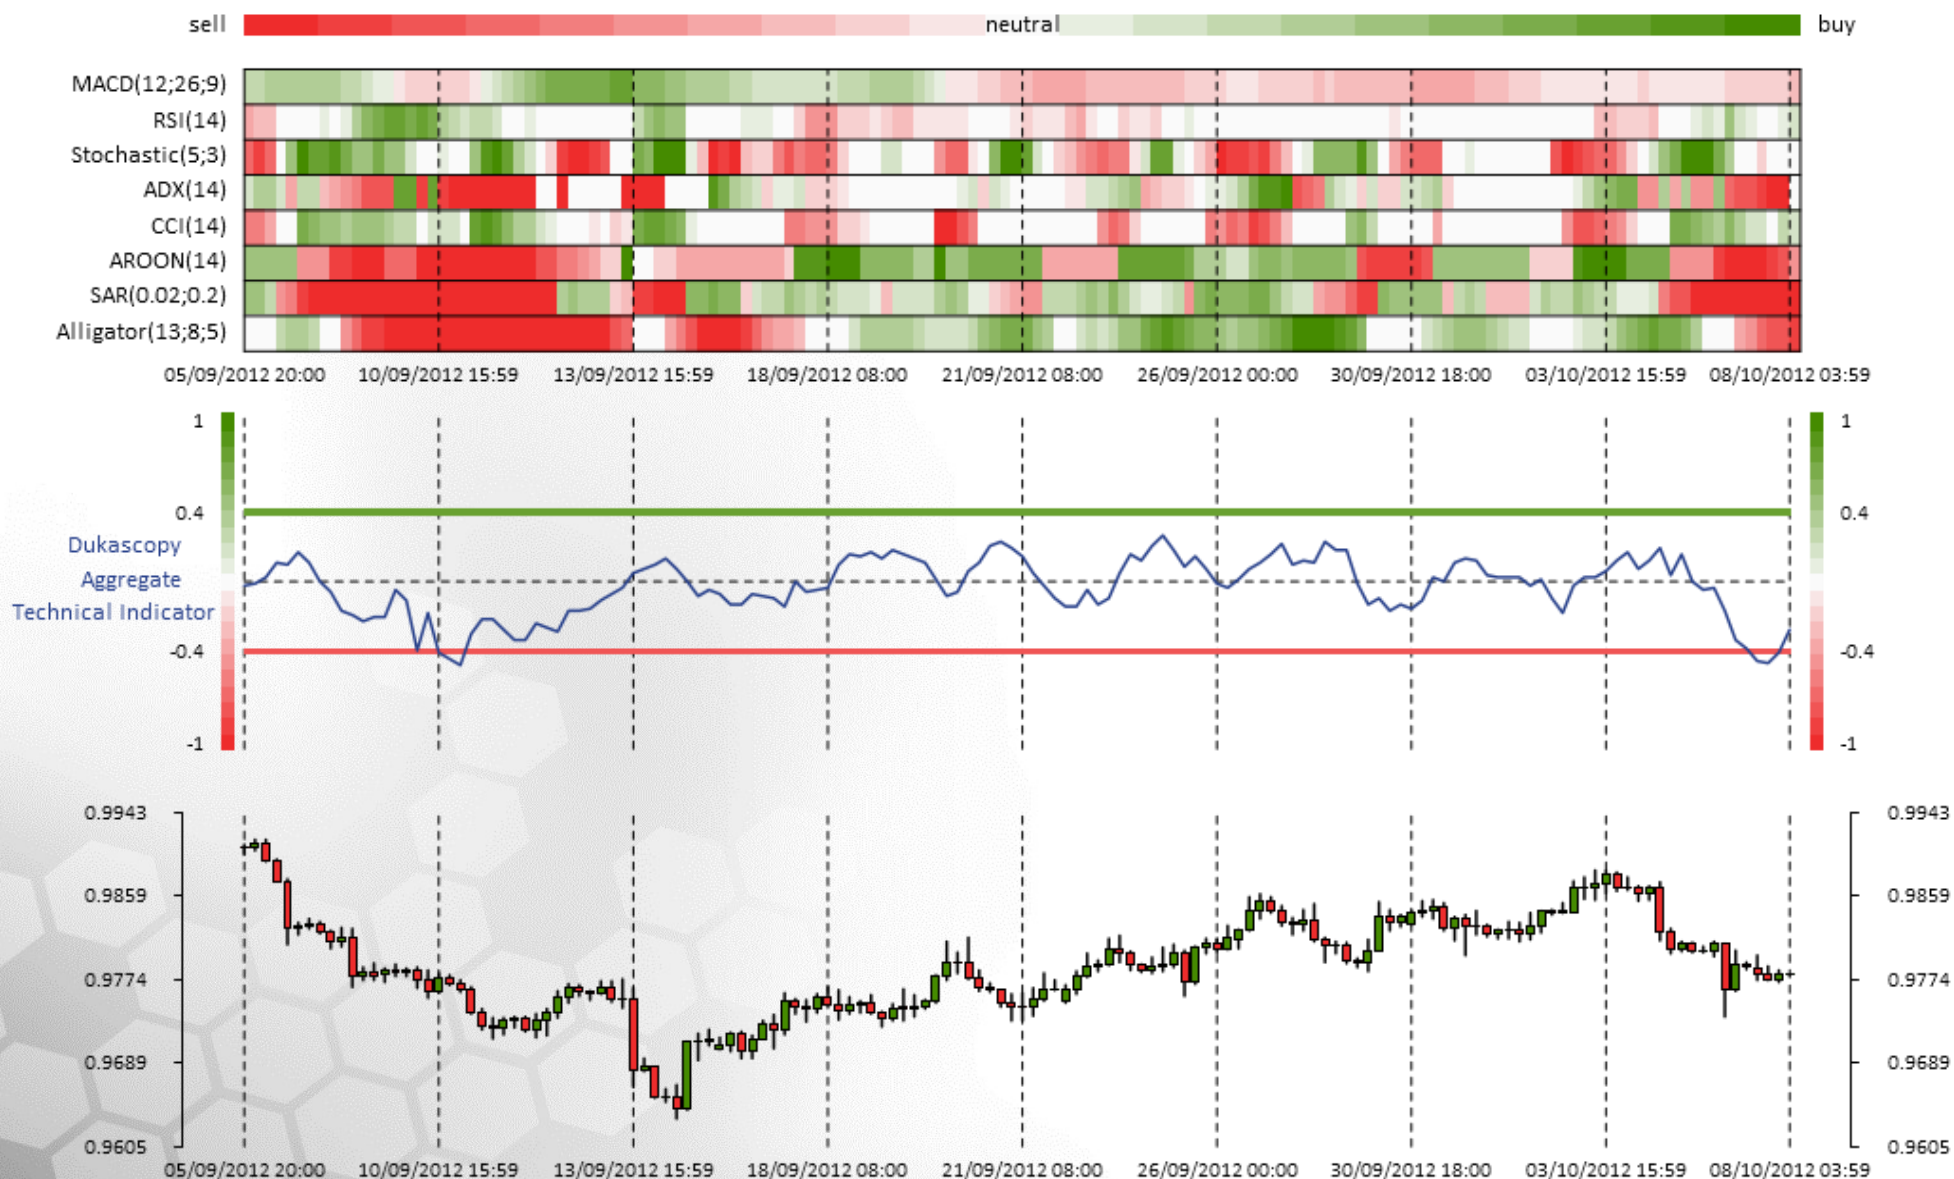 sell neutral buy
MACD(12;26;9)
RSI(14)
Stochastic(5;3)
ADX(14)
CCI(14)
AROON(14)
SAR(0.02;0.2)
Alligator(13;8;5)
05/09/2012 20:00 10/09/2012 15:59 13/09/2012 15:59 18/09/2012 08:00 21/09/2012 08:00 26/09/2012 00:00 30/09/2012 18:00 03/10/2012 15:59 08/10/2012 03:59
1 1
0.4 0.4
Dukascopy
Aggregate
Technical Indicator
-0.4 -0.4
-1 -1
0.9943 0.9943
0.9859 0.9859
0.9774 0.9774
0.9689 0.9689
0.9605 0.9605
05/09/2012 20:00 10/09/2012 15:59 13/09/2012 15:59 18/09/2012 08:00 21/09/2012 08:00 26/09/2012 00:00 30/09/2012 18:00 03/10/2012 15:59 08/10/2012 03:59